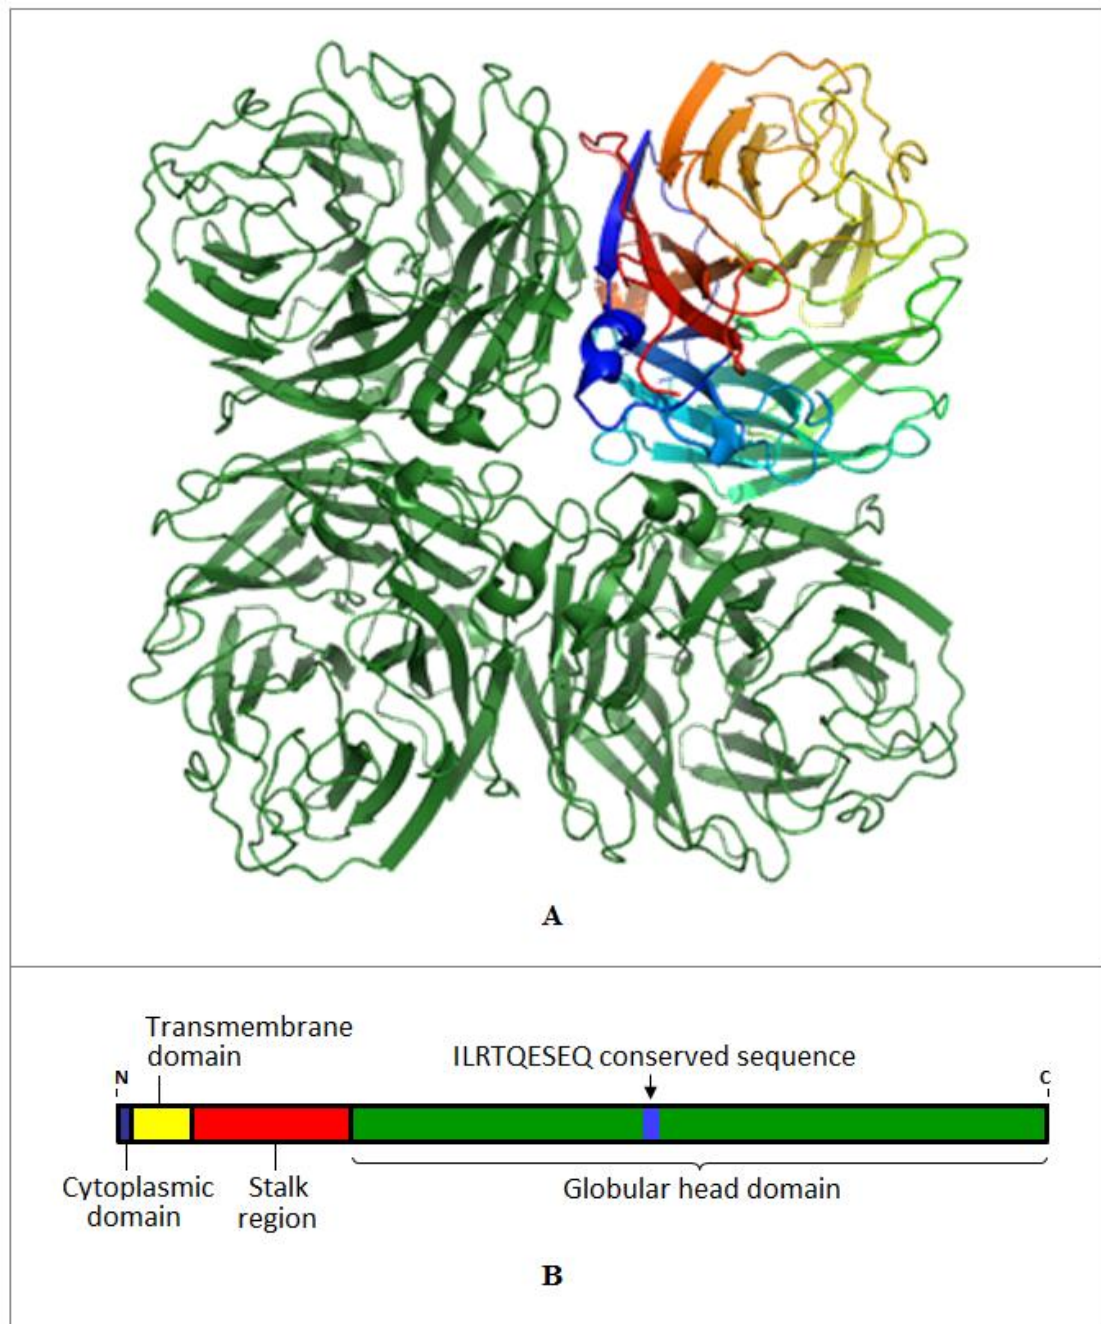 A
Transmembrane
domain
ILRTQESEQ conserved sequence
N
C
Cytoplasmic
domain
Stalk
region
Globular head domain
B